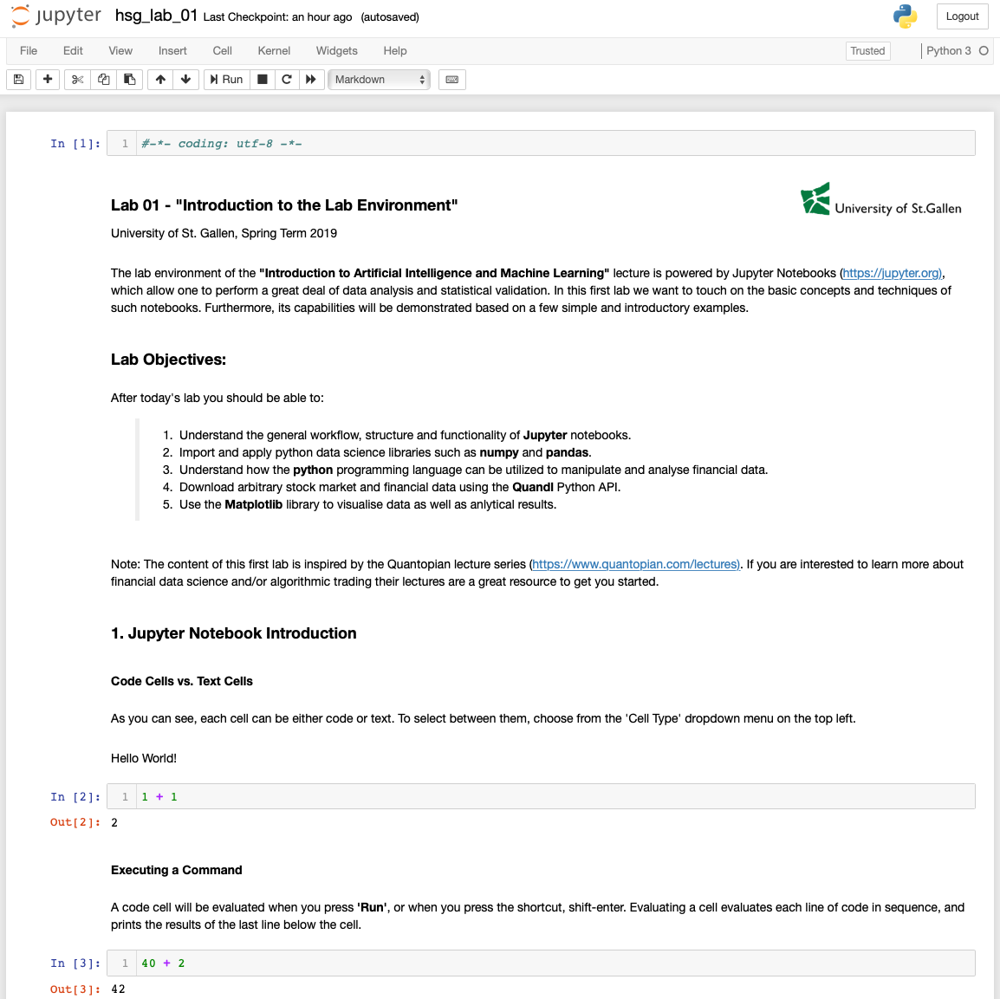 jupyter hsg_lab_01 Last Checkpoint: an hour ago (autosaved) Logout
File Edit View Insert Cell Kernel Widgets Help Trusted Python 3
Run Markdown
In [1]: 1 #-*- coding: utf-8 -*-
Lab 01 - "Introduction to the Lab Environment"
University of St.Gallen
University of St. Gallen, Spring Term 2019
The lab environment of the "Introduction to Artificial Intelligence and Machine Learning" lecture is powered by Jupyter Notebooks (https://jupyter.org),
which allow one to perform a great deal of data analysis and statistical validation. In this first lab we want to touch on the basic concepts and techniques of
such notebooks. Furthermore, its capabilities will be demonstrated based on a few simple and introductory examples.
Lab Objectives:
After today's lab you should be able to:
1. Understand the general workflow, structure and functionality of Jupyter notebooks.
2. Import and apply python data science libraries such as numpy and pandas.
3. Understand how the python programming language can be utilized to manipulate and analyse financial data.
4. Download arbitrary stock market and financial data using the Quandl Python API.
5. Use the Matplotlib library to visualise data as well as anlytical results.
Note: The content of this first lab is inspired by the Quantopian lecture series (https://www.quantopian.com/lectures). If you are interested to learn more about
financial data science and/or algorithmic trading their lectures are a great resource to get you started.
1. Jupyter Notebook Introduction
Code Cells vs. Text Cells
As you can see, each cell can be either code or text. To select between them, choose from the 'Cell Type' dropdown menu on the top left.
Hello World!
In [2]: 1 1 + 1
Out[2]: 2
Executing a Command
A code cell will be evaluated when you press 'Run', or when you press the shortcut, shift-enter. Evaluating a cell evaluates each line of code in sequence, and
prints the results of the last line below the cell.
In [3]: 1 40 + 2
Out[3]: 42